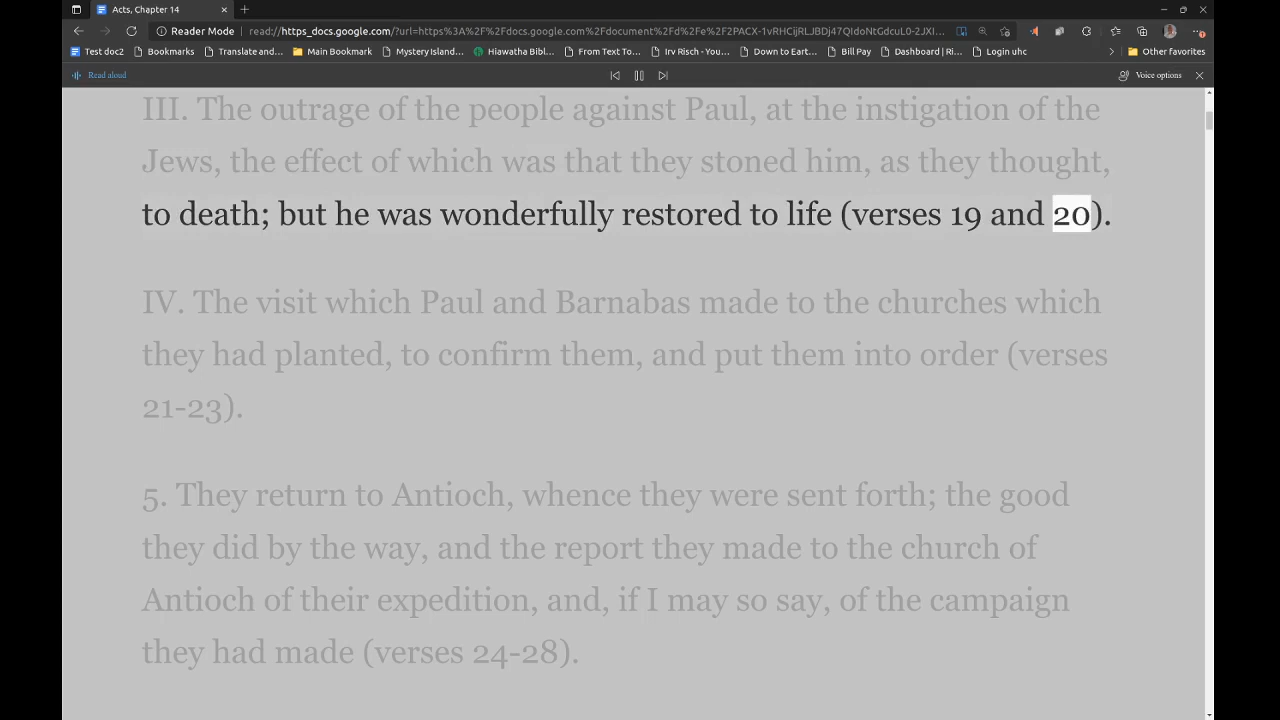 Acts, Chapter 14
Reader Mode read://https_docs.google.com/?url=https%3A%2F%2Fdocs.google.com%2Fdocument%2Fd%2Fe%2F2PACX-1vRHCijRLJBDj47QIdoNtGdcuL0-2JXI...
Test doc2 Bookmarks Translate and... Main Bookmark Mystery Island... Hiawatha Bibl... From Text To... Irv Risch - You... Down to Eart... Bill Pay Dashboard | Ri... Login uhc Other favorites
Read aloud Voice options
III. The outrage of the people against Paul, at the instigation of the
Jews, the effect of which was that they stoned him, as they thought,
to death; but he was wonderfully restored to life (verses 19 and 20).
IV. The visit which Paul and Barnabas made to the churches which
they had planted, to confirm them, and put them into order (verses
21-23).
5. They return to Antioch, whence they were sent forth; the good
they did by the way, and the report they made to the church of
Antioch of their expedition, and, if I may so say, of the campaign
they had made (verses 24-28).